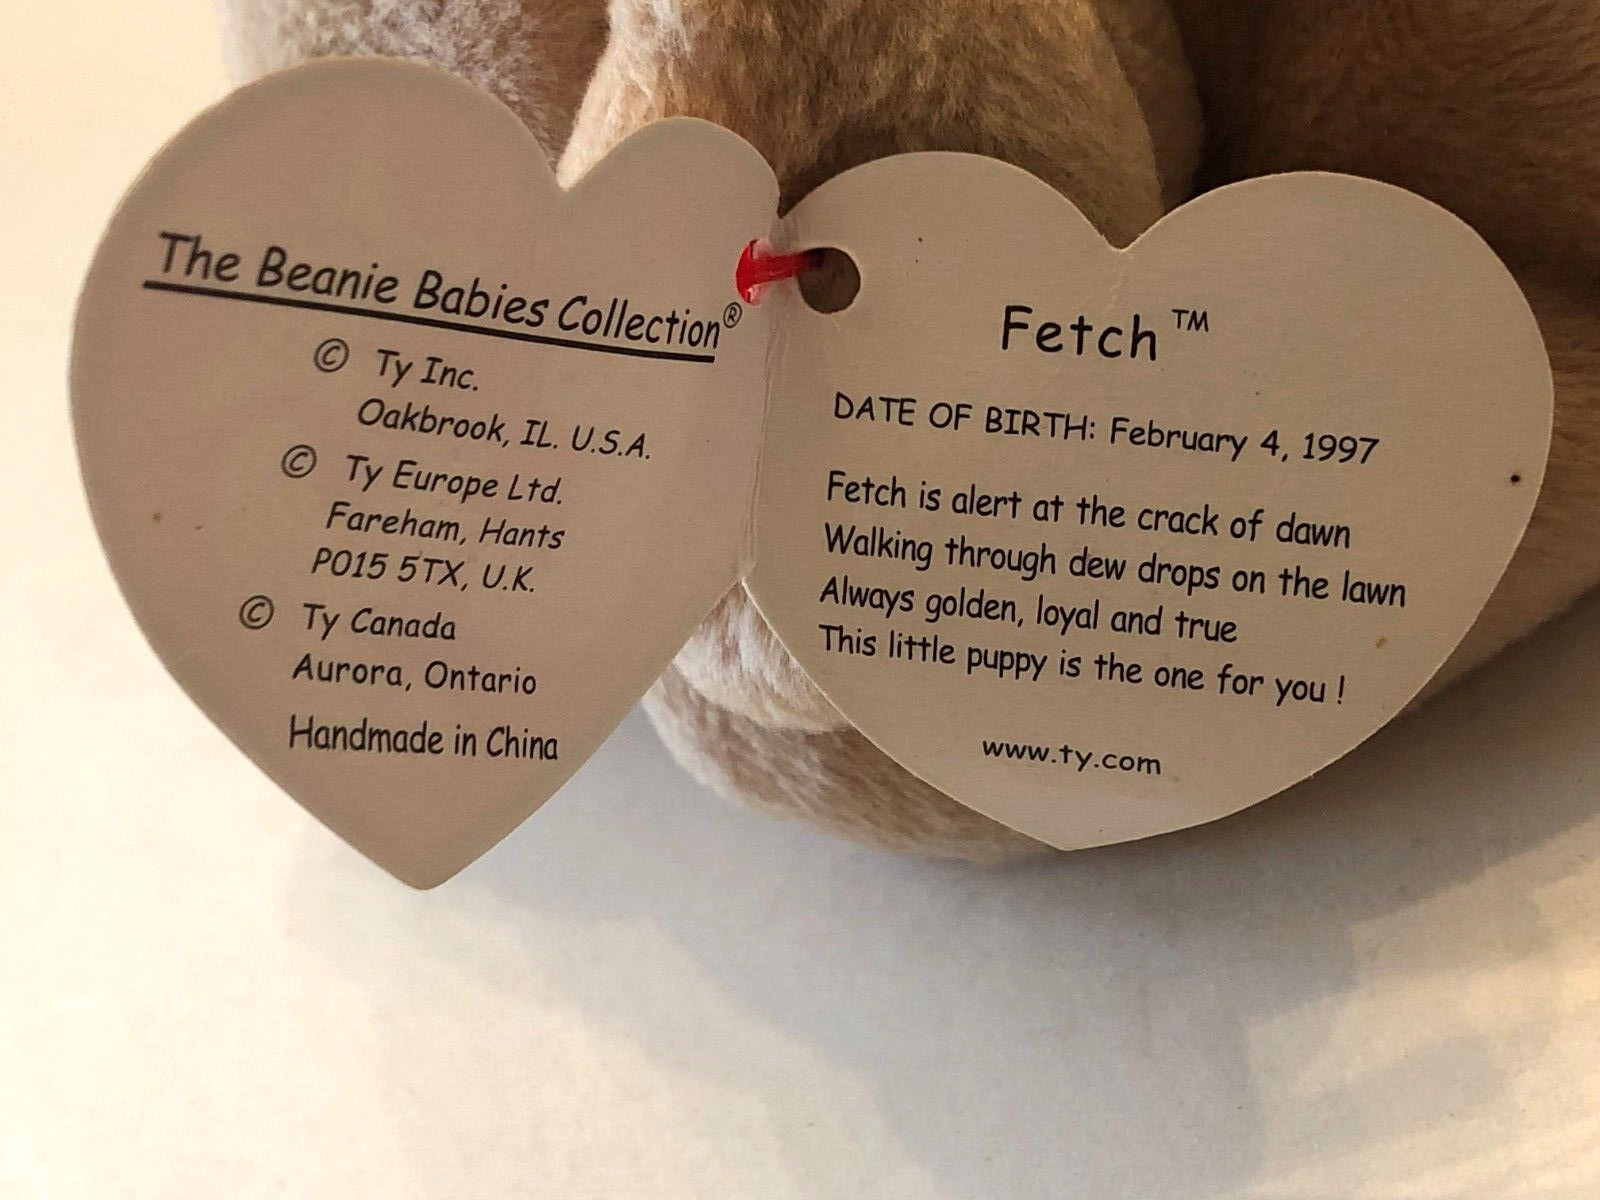 The Beanie Babies Collection®
© Ty Inc.
Oakbrook, IL. U.S.A.
© Ty Europe Ltd.
Fareham, Hants
PO15 5TX, U.K.
© Ty Canada
Aurora, Ontario
Handmade in China
Fetch™
DATE OF BIRTH: February 4, 1997
Fetch is alert at the crack of dawn
Walking through dew drops on the lawn
Always golden, loyal and true
This little puppy is the one for you !
www.ty.com